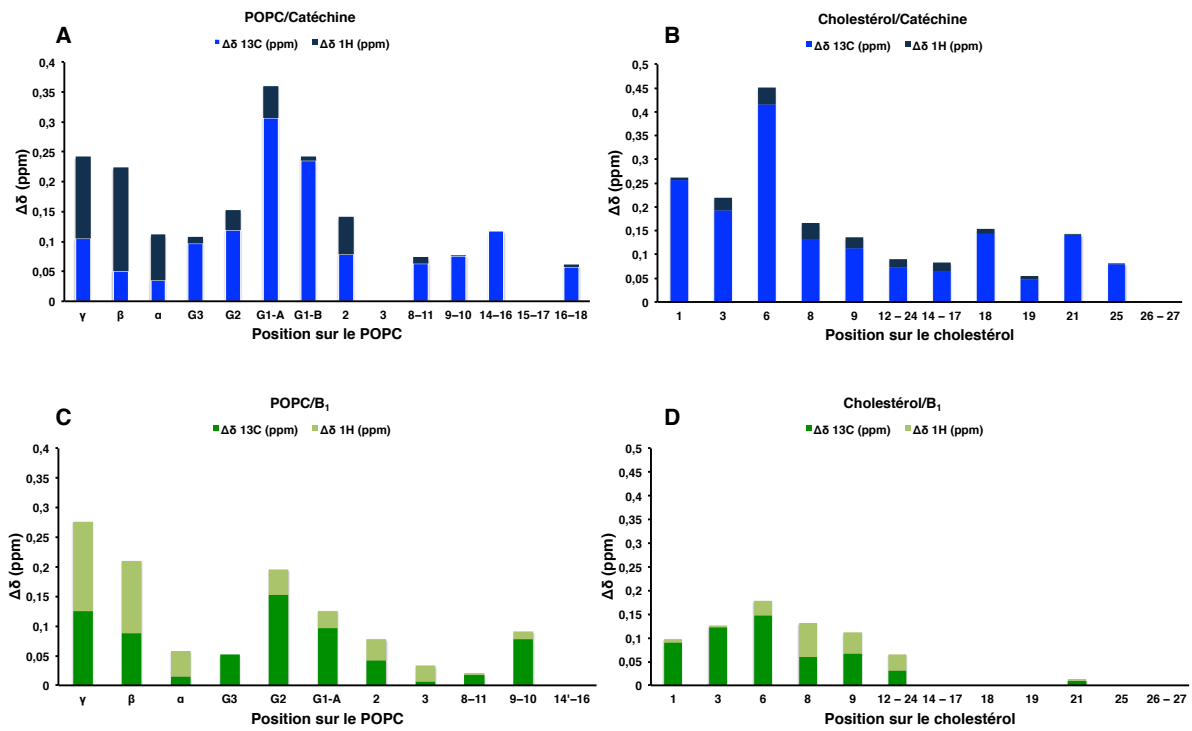 POPC/Catéchine
A
Δδ 13C (ppm) Δδ 1H (ppm)
0,4
0,35
0,3
0,25
0,2
0,15
0,1
0,05
0
Δδ (ppm)
γ β α G3 G2 G1-A G1-B 2 3 8–11 9–10 14–16 15–17 16–18
Position sur le POPC
Cholestérol/Catéchine
B
Δδ 13C (ppm) Δδ 1H (ppm)
0,5
0,45
0,4
0,35
0,3
0,25
0,2
0,15
0,1
0,05
0
Δδ (ppm)
1 3 6 8 9 12 – 24 14 – 17 18 19 21 25 26 – 27
Position sur le cholestérol
POPC/B₁
C
Δδ 13C (ppm) Δδ 1H (ppm)
0,4
0,35
0,3
0,25
0,2
0,15
0,1
0,05
0
Δδ (ppm)
γ β α G3 G2 G1-A 2 3 8–11 9–10 14'–16
Position sur le POPC
Cholestérol/B₁
D
Δδ 13C (ppm) Δδ 1H (ppm)
0,5
0,45
0,4
0,35
0,3
0,25
0,2
0,15
0,1
0,05
0
Δδ (ppm)
1 3 6 8 9 12 – 24 14 – 17 18 19 21 25 26 – 27
Position sur le cholestérol